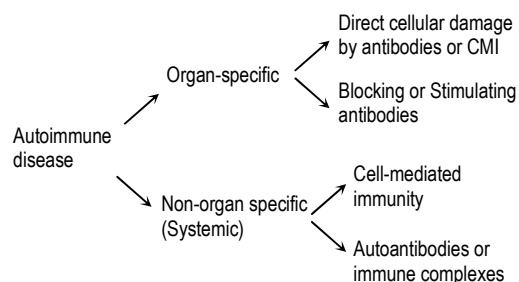 Direct cellular damage
by antibodies or CMI
Organ-specific
Blocking or Stimulating
antibodies
Autoimmune
disease
Cell-mediated
immunity
Non-organ specific
(Systemic)
Autoantibodies or
immune complexes